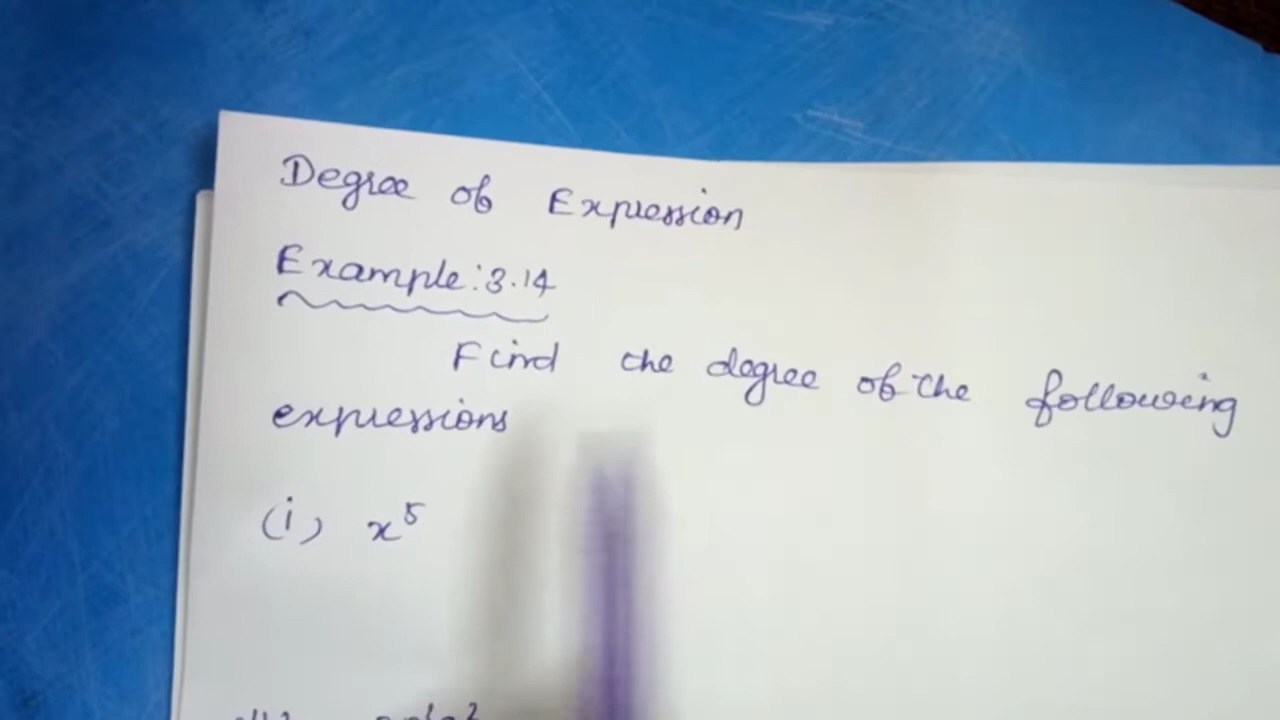 Degree of Expression
Example: 3.14
Find the degree of the following
expressions
(i) x⁵